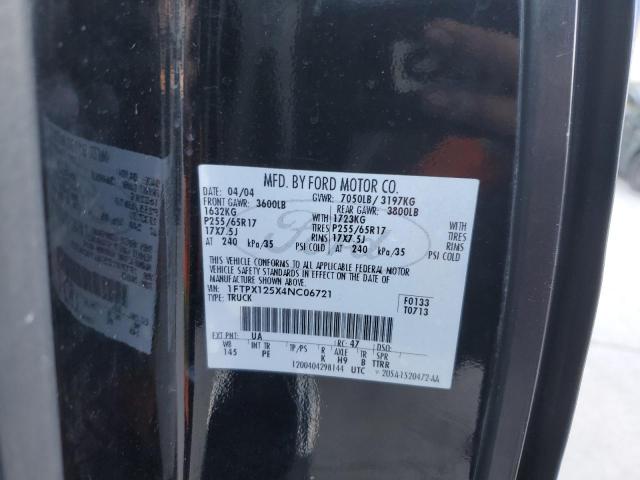 MFD. BY FORD MOTOR CO.
DATE: 04/04 GVWR: 7050LB / 3197KG
FRONT GAWR: 3600LB REAR GAWR: 3800LB
1632KG WITH 1723KG WITH
P255/65R17 TIRES P255/65R17 TIRES
17X7.5J RIMS 17X7.5J RIMS
AT 240 kPa/35 PSI COLD AT 240 kPa/35 PSI COLD
Ford
THIS VEHICLE CONFORMS TO ALL APPLICABLE FEDERAL MOTOR
VEHICLE SAFETY STANDARDS IN EFFECT ON THE DATE OF
MANUFACTURE SHOWN ABOVE.
VIN: 1FTPX125X4NC06721
TYPE: TRUCK
F0133
T0713
EXT PNT: UA RC: 47 DSO:
WB INT TR TP/PS R AXLE TR SPR
145 PE K H9 B TTRR
1200404298144 UTC